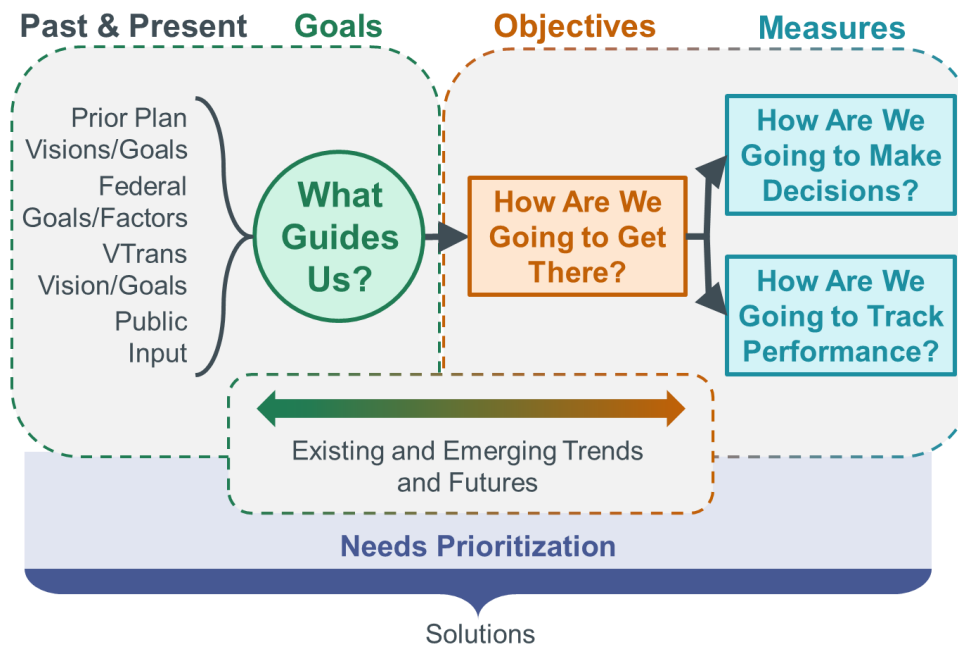 Past & Present
Goals
Objectives
Measures
Prior Plan
Visions/Goals
Federal
Goals/Factors
VTrans
Vision/Goals
Public
Input
What
Guides
Us?
How Are We
Going to Get
There?
How Are We
Going to Make
Decisions?
How Are We
Going to Track
Performance?
Existing and Emerging Trends
and Futures
Needs Prioritization
Solutions